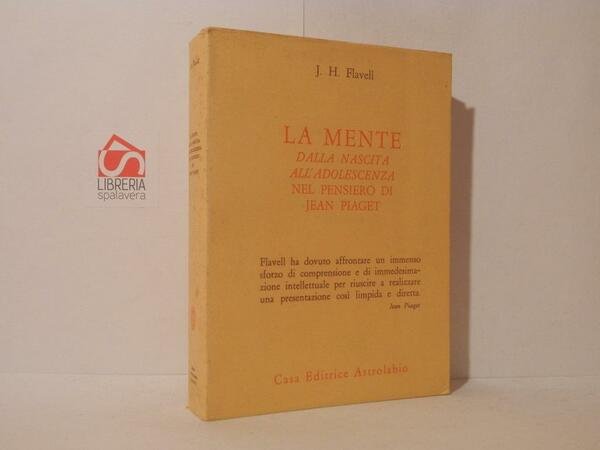 J. H. Flavell
LA MENTE
DALLA NASCITA
ALL'ADOLESCENZA
NEL PENSIERO DI
JEAN PIAGET
Flavell ha dovuto affrontare un immenso
sforzo di comprensione e di immedesima-
zione intellettuale per riuscire a realizzare
una presentazione così limpida e diretta.
Jean Piaget
Casa Editrice Astrolabio
LIBRERIA
spalavera